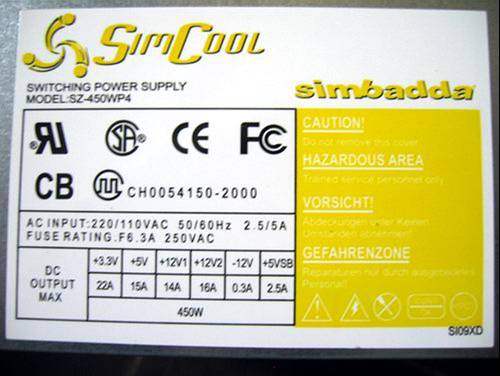 SIMCOOL
SWITCHING POWER SUPPLY
MODEL:SZ-450WP4
simbadda
CE FC
CB CH0054150-2000
AC INPUT:220/110VAC 50/60Hz 2.5/5A
FUSE RATING.F6.3A 250VAC
DC OUTPUT MAX
+3.3V +5V +12V1 +12V2 -12V +5VSB
22A 15A 14A 16A 0.3A 2.5A
450W
CAUTION!
Do not remove this cover
HAZARDOUS AREA
Trained service personnel only
VORSICHT!
Abdeckungen unter Keinen
Umstanden abnehmen!
GEFAHRENZONE
Reparaturen nur durch ausgebildetes
Personal!
SI09XD